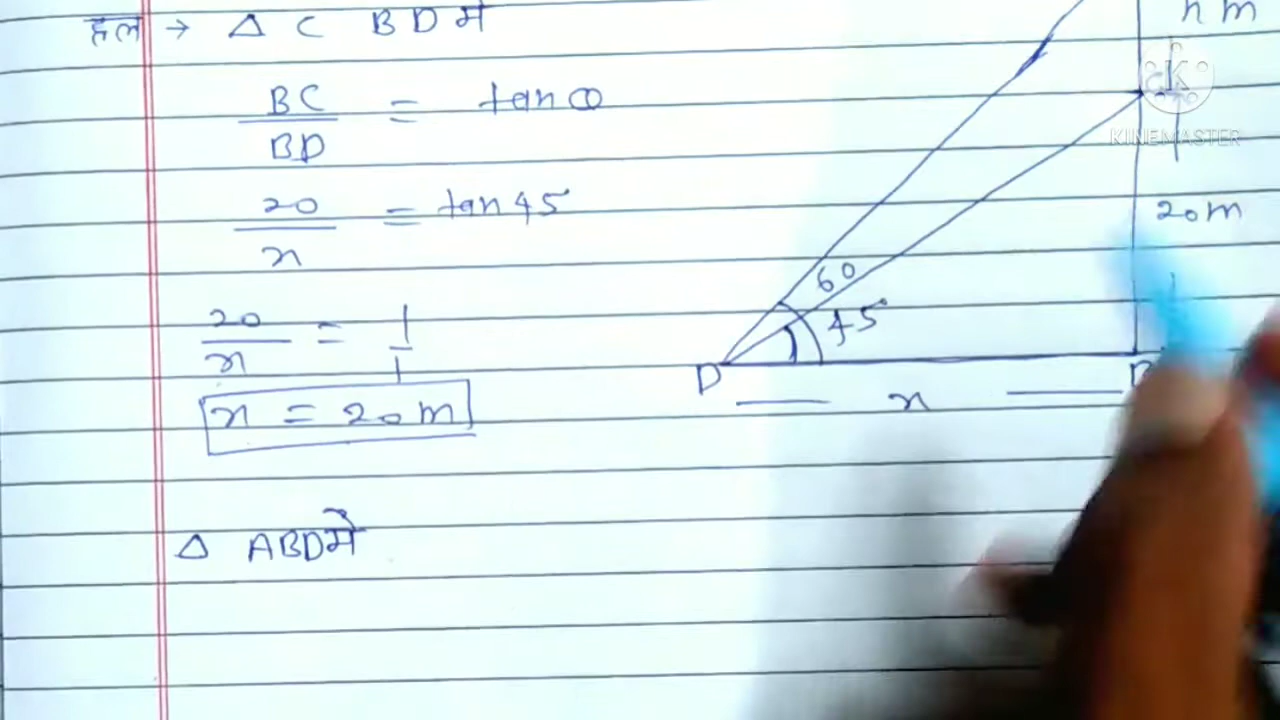 हल → Δ C BD में
BC / BD = tan θ
20 / x = tan 45
20 / x = 1 / 1
x = 20 m
Δ ABD में
h m
C
KINEMASTER
20 m
60
45°
D
B
x